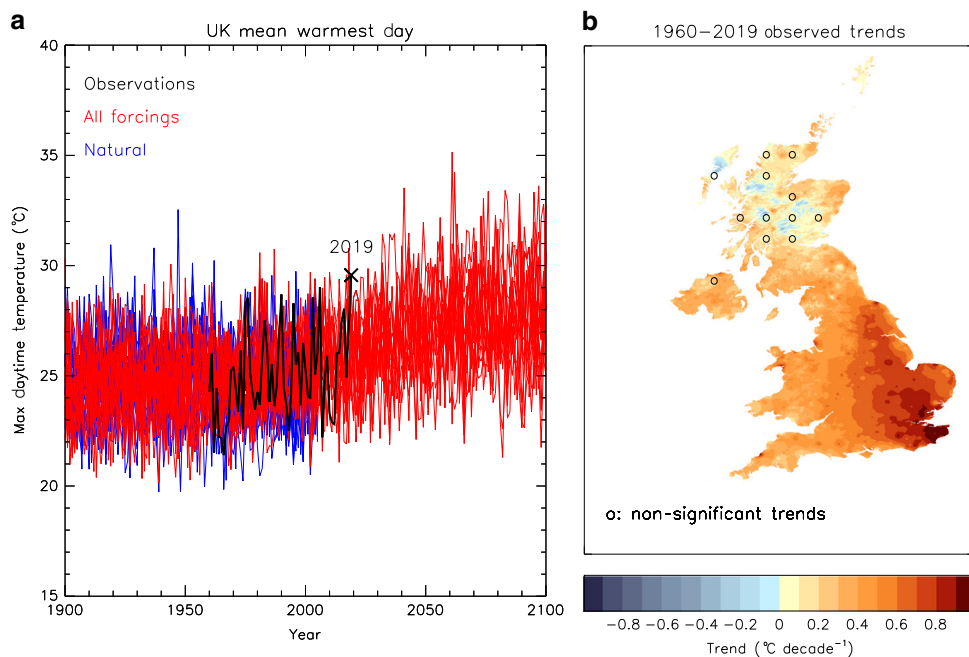 a
UK mean warmest day
40
35
30
25
20
15
Max daytime temperature (°C)
Observations
All forcings
Natural
2019
1900
1950
2000
2050
2100
Year
b
1960−2019 observed trends
o: non-significant trends
−0.8 −0.6 −0.4 −0.2 0 0.2 0.4 0.6 0.8
Trend (°C decade⁻¹)